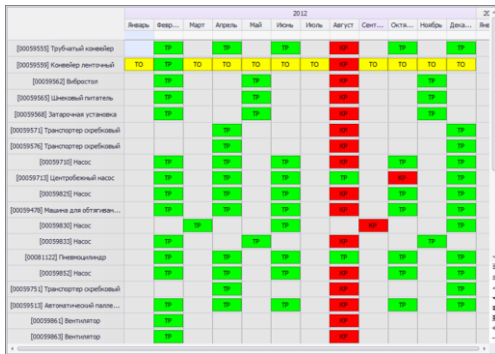 2012
Январь Февр... Март Апрель Май Июнь Июль Август Сент... Октя... Ноябрь Дека...
[00059555] Трубчатый конвейер ТР ТР ТР КР ТР ТР
[00059559] Конвейер ленточный ТО ТР ТО ТО ТО ТО ТО КР ТО ТО ТО ТО
[00059562] Вибростол ТР ТР КР ТР
[00059565] Шнековый питатель ТР ТР КР ТР
[00059568] Затарочная установка ТР ТР КР ТР
[00059571] Транспортер скребковый ТР КР ТР
[00059576] Транспортер скребковый ТР КР ТР
[00059710] Насос ТР ТР ТР КР ТР ТР
[00059713] Центробежный насос ТР ТР ТР ТР КР ТР
[00059825] Насос ТР ТР ТР КР ТР ТР
[00059478] Машина для обтягиван... ТР ТР ТР КР ТР ТР
[00059830] Насос ТР ТР КР ТР
[00059833] Насос ТР ТР КР ТР
[00081122] Пневмоцилиндр ТР ТР ТР ТР ТР ТР
[00059852] Насос ТР ТР ТР КР ТР ТР
[00059751] Транспортер скребковый ТР КР ТР
[00059513] Автоматический палле... ТР ТР ТР КР ТР ТР
[00059861] Вентилятор ТР КР
[00059863] Вентилятор ТР КР